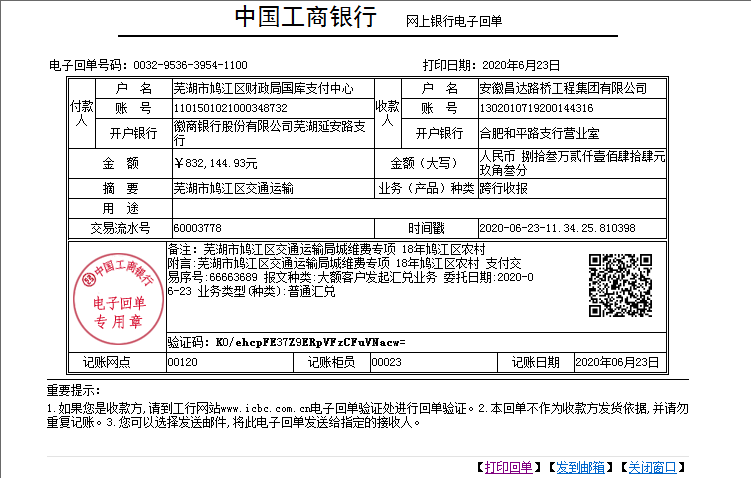 中国工商银行 网上银行电子回单
电子回单号码：0032-9536-3954-1100 打印日期：2020年6月23日
付款人 户 名 芜湖市鸠江区财政局国库支付中心 收款人 户 名 安徽昌达路桥工程集团有限公司
账 号 1101501021000348732 账 号 1302010719200144316
开户银行 徽商银行股份有限公司芜湖延安路支行 开户银行 合肥和平路支行营业室
金 额 ￥832,144.93元 金额（大写） 人民币 捌拾叁万贰仟壹佰肆拾肆元玖角叁分
摘 要 芜湖市鸠江区交通运输 业务（产品）种类 跨行收报
用 途
交易流水号 60003778 时间戳 2020-06-23-11.34.25.810398
备注：芜湖市鸠江区交通运输局城维费专项 18年鸠江区农村
附言:芜湖市鸠江区交通运输局城维费专项 18年鸠江区农村 支付交
易序号:66663689 报文种类:大额客户发起汇兑业务 委托日期:2020-0
6-23 业务类型(种类):普通汇兑
中国工商银行
电子回单
专用章
验证码：K0/ehcpFE37Z9ERpVFzCFuVNacw=
记账网点 00120 记账柜员 00023 记账日期 2020年06月23日
重要提示：
1.如果您是收款方,请到工行网站www.icbc.com.cn电子回单验证处进行回单验证。2.本回单不作为收款方发货依据,并请勿
重复记账。3.您可以选择发送邮件,将此电子回单发送给指定的接收人。
【打印回单】【发到邮箱】【关闭窗口】